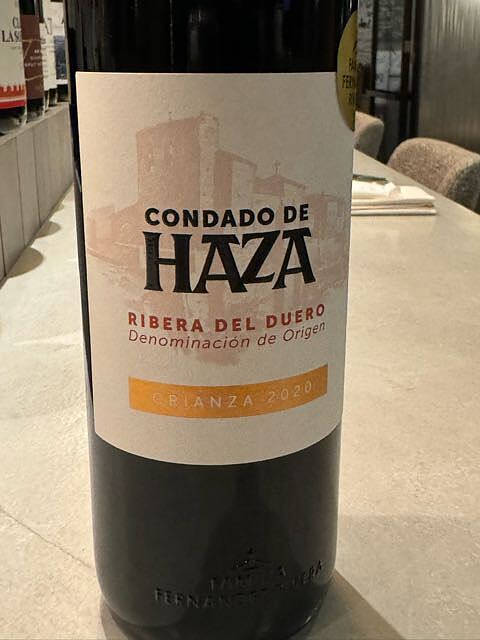 CONDADO DE
HAZA
RIBERA DEL DUERO
Denominación de Origen
CRIANZA 2020